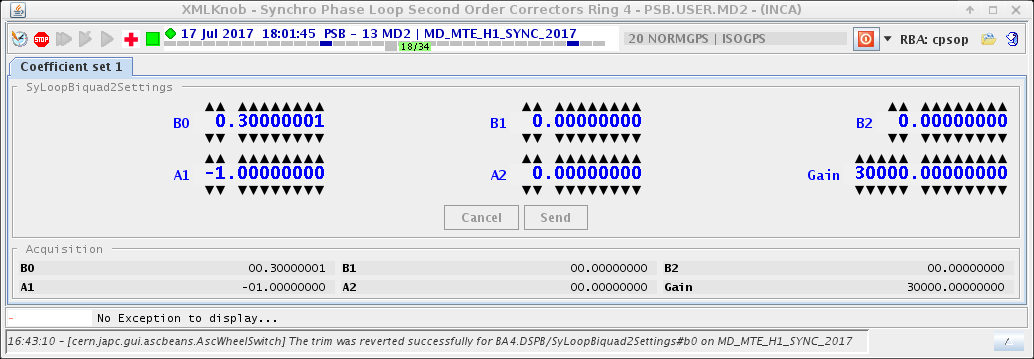 XMLKnob - Synchro Phase Loop Second Order Correctors Ring 4 - PSB.USER.MD2 - (INCA)
STOP 17 Jul 2017 18:01:45 PSB - 13 MD2 | MD_MTE_H1_SYNC_2017 20 NORMGPS | ISOGPS RBA: cpsop
18/34
Coefficient set 1
SyLoopBiquad2Settings
B0 0.30000001 B1 0.00000000 B2 0.00000000
A1 -1.00000000 A2 0.00000000 Gain 30000.00000000
Cancel Send
Acquisition
B0 00.30000001 B1 00.00000000 B2 00.00000000
A1 -01.00000000 A2 00.00000000 Gain 30000.00000000
- No Exception to display...
16:43:10 - [cern.japc.gui.ascbeans.AscWheelSwitch] The trim was reverted successfully for BA4.DSPB/SyLoopBiquad2Settings#b0 on MD_MTE_H1_SYNC_2017